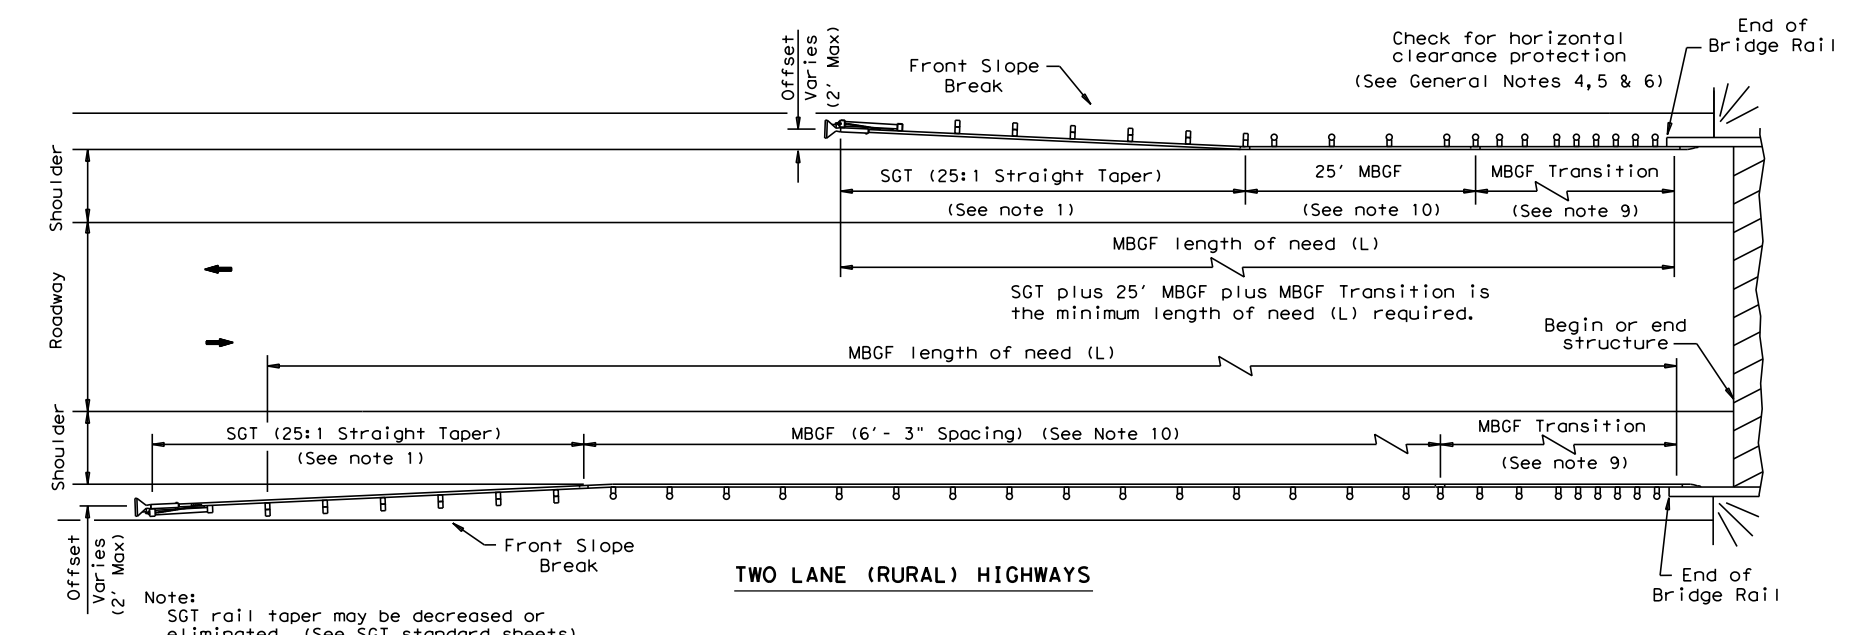 Offset
Varies
(2' Max)
Front Slope
Break
Check for horizontal
clearance protection
(See General Notes 4,5 & 6)
End of
Bridge Rail
Shoulder
SGT (25:1 Straight Taper)
(See note 1)
25' MBGF
(See note 10)
MBGF Transition
(See note 9)
MBGF length of need (L)
SGT plus 25' MBGF plus MBGF Transition is
the minimum length of need (L) required.
Roadway
Begin or end
structure
MBGF length of need (L)
Shoulder
SGT (25:1 Straight Taper)
(See note 1)
MBGF (6'- 3" Spacing) (See Note 10)
MBGF Transition
(See note 9)
Offset
Varies
(2' Max)
Front Slope
Break
TWO LANE (RURAL) HIGHWAYS
End of
Bridge Rail
Note:
SGT rail taper may be decreased or
eliminated. (See SGT standard sheets)